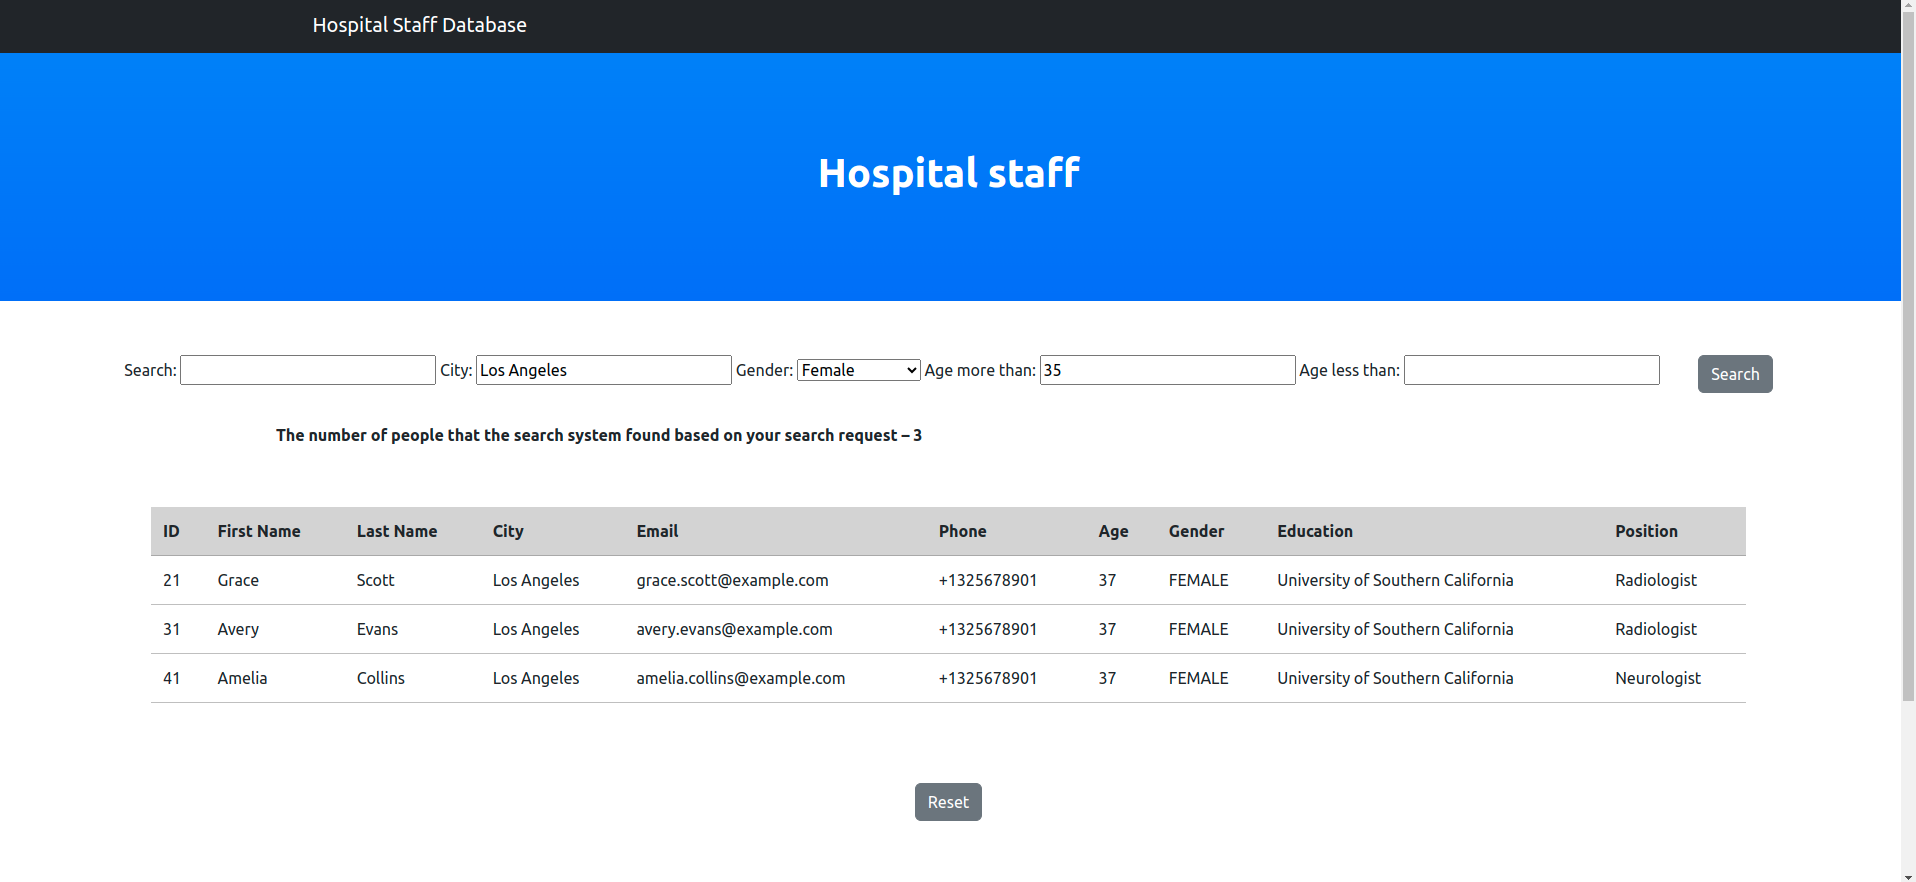 Hospital Staff Database
Hospital staff
Search: City: Los Angeles Gender: Female Age more than: 35 Age less than: Search
The number of people that the search system found based on your search request – 3
ID First Name Last Name City Email Phone Age Gender Education Position
21 Grace Scott Los Angeles grace.scott@example.com +1325678901 37 FEMALE University of Southern California Radiologist
31 Avery Evans Los Angeles avery.evans@example.com +1325678901 37 FEMALE University of Southern California Radiologist
41 Amelia Collins Los Angeles amelia.collins@example.com +1325678901 37 FEMALE University of Southern California Neurologist
Reset